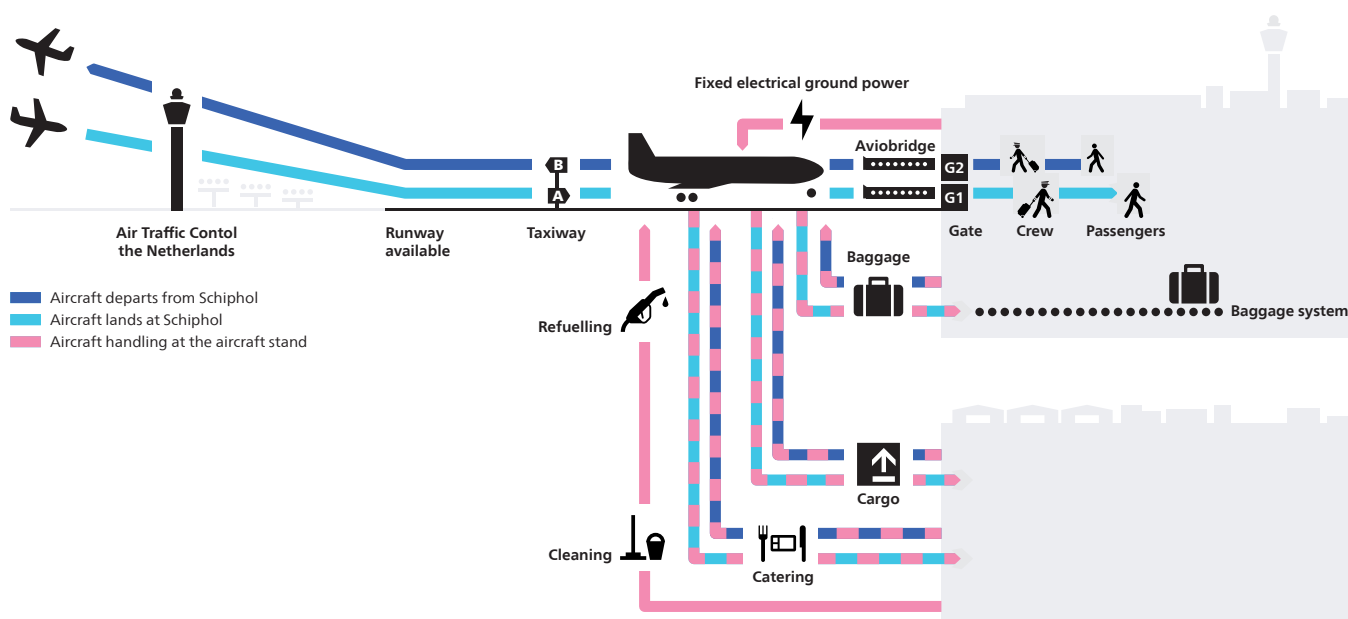 Fixed electrical ground power
Aviobridge
B
A
G2
G1
Air Traffic Contol
the Netherlands
Runway
available
Taxiway
Gate
Crew
Passengers
Baggage
Aircraft departs from Schiphol
Aircraft lands at Schiphol
Aircraft handling at the aircraft stand
Refuelling
Baggage system
Cargo
Cleaning
Catering